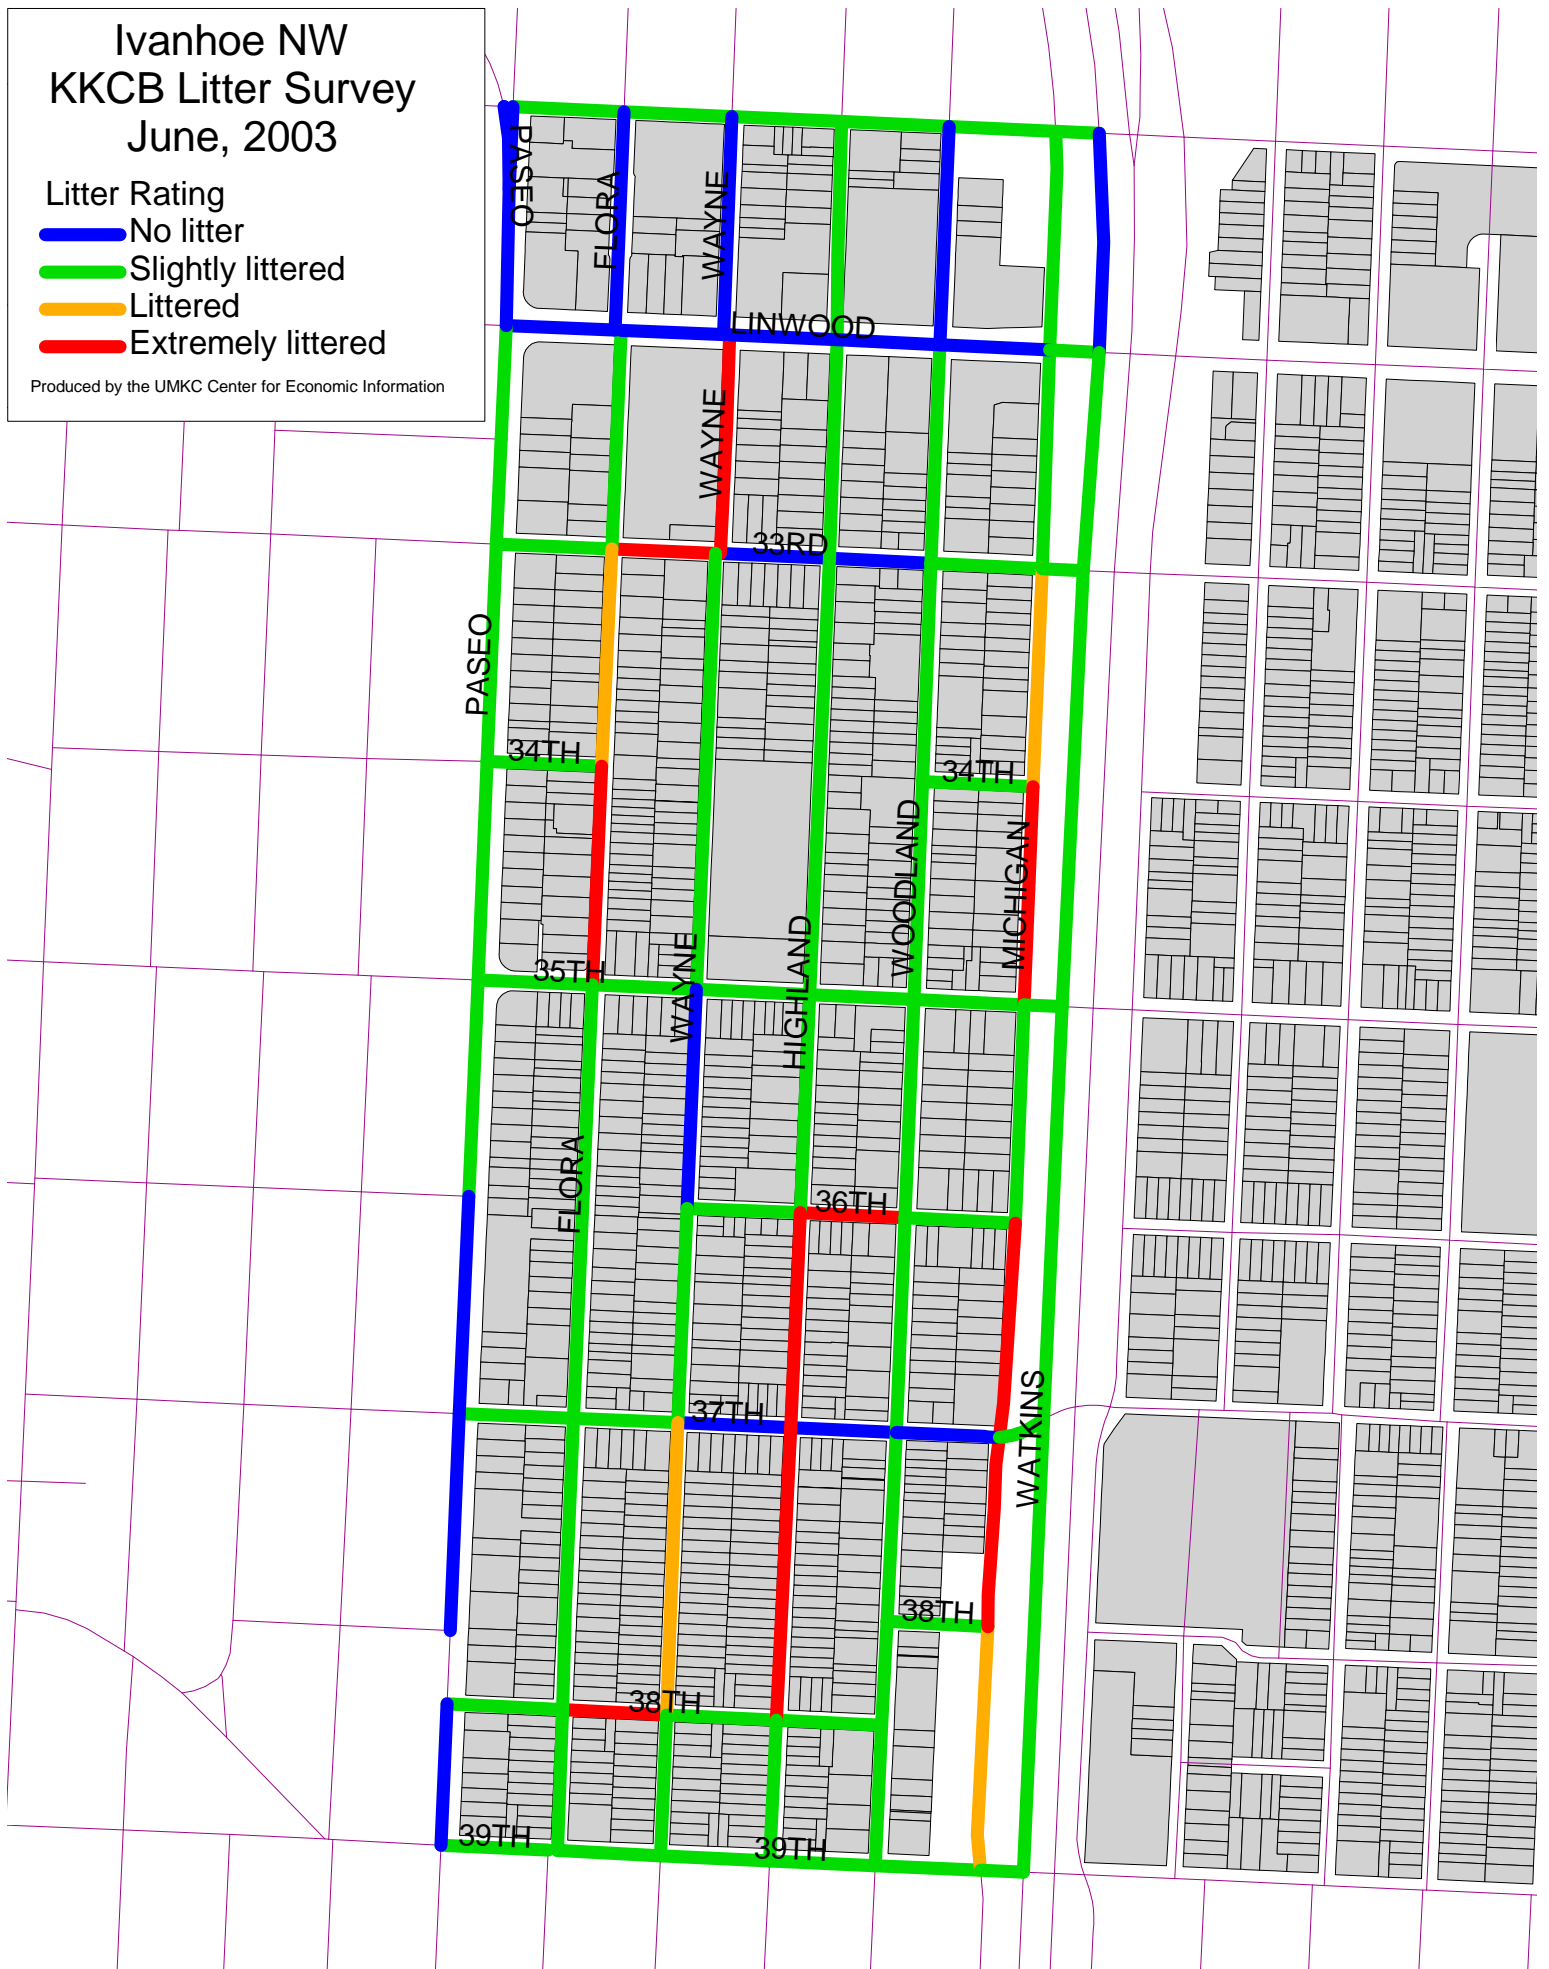 Ivanhoe NW
KKCB Litter Survey
June, 2003
Litter Rating
No litter
Slightly littered
Littered
Extremely littered
Produced by the UMKC Center for Economic Information
PASEO
FLORA
WAYNE
LINWOOD
WAYNE
33RD
PASEO
34TH
34TH
WOODLAND
MICHIGAN
35TH
WAYNE
HIGHLAND
FLORA
36TH
37TH
WATKINS
38TH
38TH
39TH
39TH